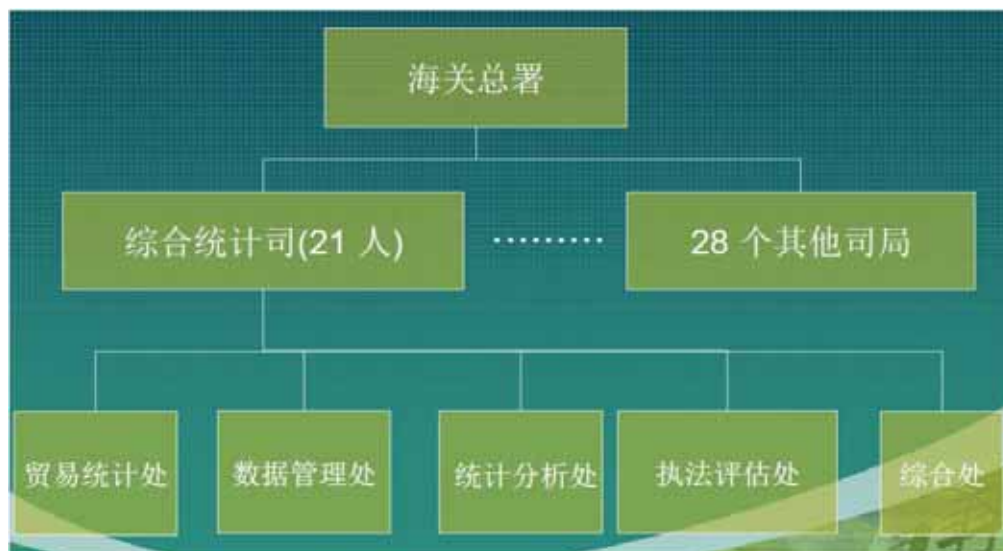 海关总署
综合统计司(21 人)
28 个其他司局
贸易统计处
数据管理处
统计分析处
执法评估处
综合处